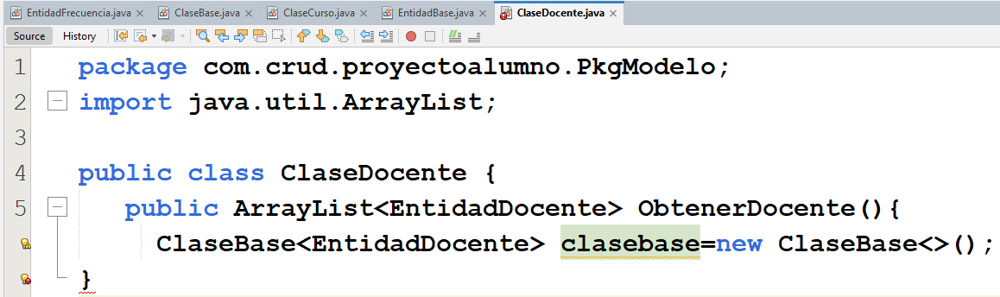 EntidadFrecuencia.java ClaseBase.java ClaseCurso.java EntidadBase.java ClaseDocente.java
Source History
1 package com.crud.proyectoalumno.PkgModelo;
2 import java.util.ArrayList;
3
4 public class ClaseDocente {
5 public ArrayList<EntidadDocente> ObtenerDocente(){
ClaseBase<EntidadDocente> clasebase=new ClaseBase<>();
}